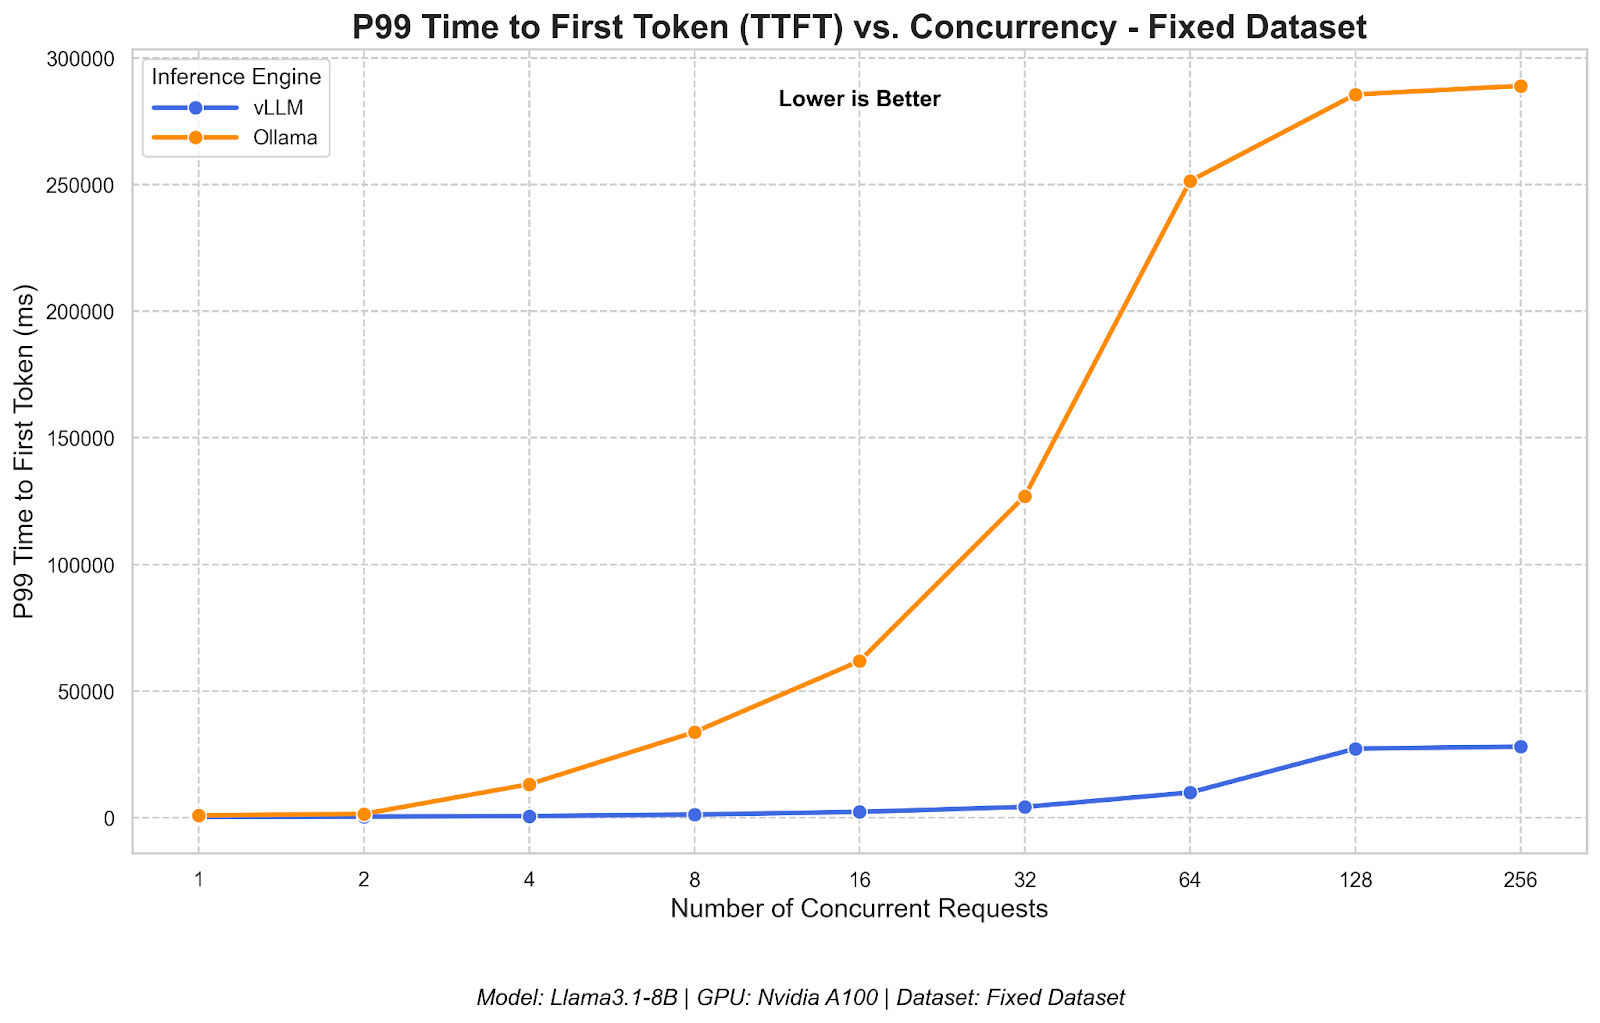 P99 Time to First Token (TTFT) vs. Concurrency - Fixed Dataset
Inference Engine
vLLM
Ollama
Lower is Better
P99 Time to First Token (ms)
300000
250000
200000
150000
100000
50000
0
1 2 4 8 16 32 64 128 256
Number of Concurrent Requests
Model: Llama3.1-8B | GPU: Nvidia A100 | Dataset: Fixed Dataset